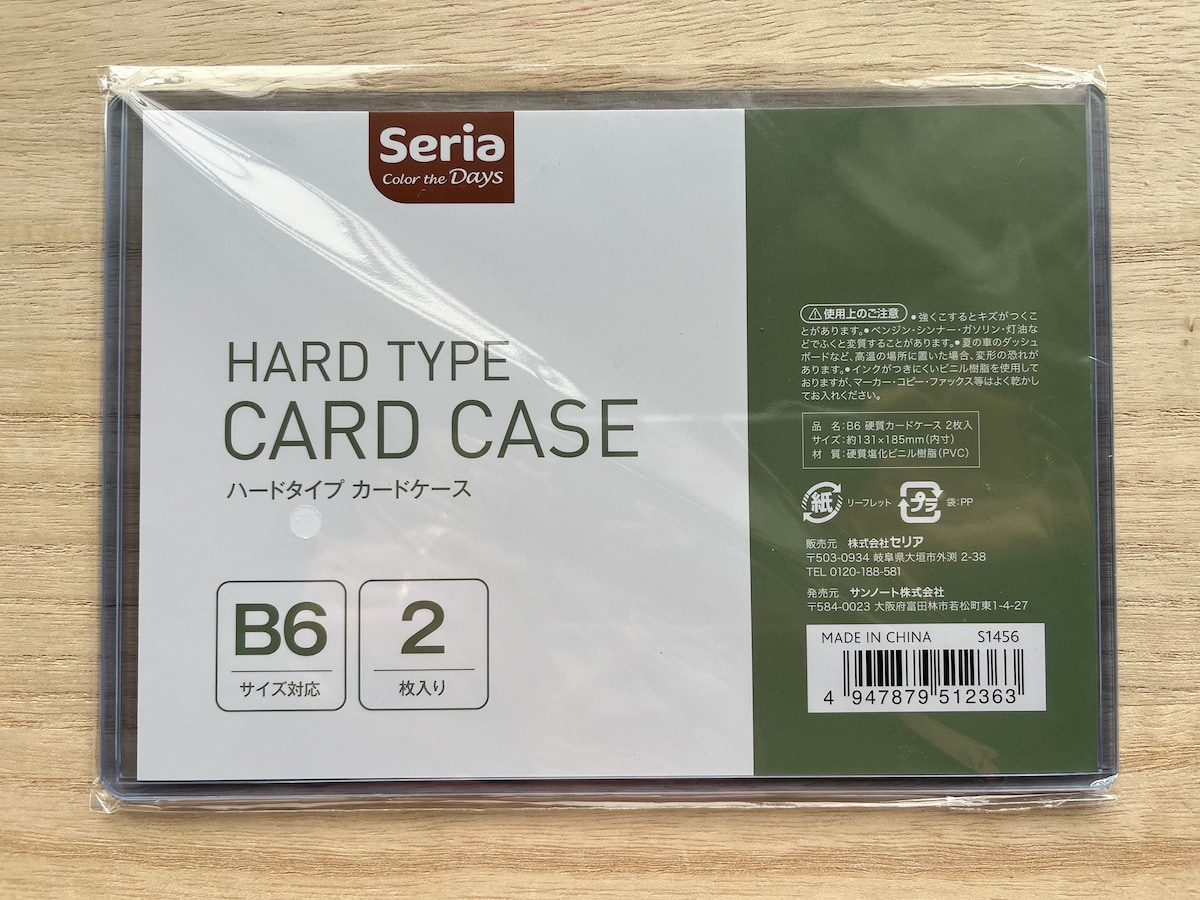 Seria
Color the Days
HARD TYPE
CARD CASE
ハードタイプ カードケース
B6
サイズ対応
2
枚入り
⚠使用上のご注意 ●強くこするとキズがつくこ
とがあります。●ベンジン・シンナー・ガソリン・灯油な
どでふくと変質することがあります。●夏の車のダッシュ
ボードなど、高温の場所に置いた場合、変形の恐れが
あります。●インクがつきにくいビニル樹脂を使用して
おりますが、マーカー・コピー・ファックス等はよく乾かし
てお入れください。
品 名:B6 硬質カードケース 2枚入
サイズ:約131×185mm(内寸)
材 質:硬質塩化ビニル樹脂(PVC)
紙 リーフレット プラ 袋:PP
販売元 株式会社セリア
〒503-0934 岐阜県大垣市外渕 2-38
TEL 0120-188-581
発売元 サンノート株式会社
〒584-0023 大阪府富田林市若松町東1-4-27
MADE IN CHINA S1456
4 947879 512363